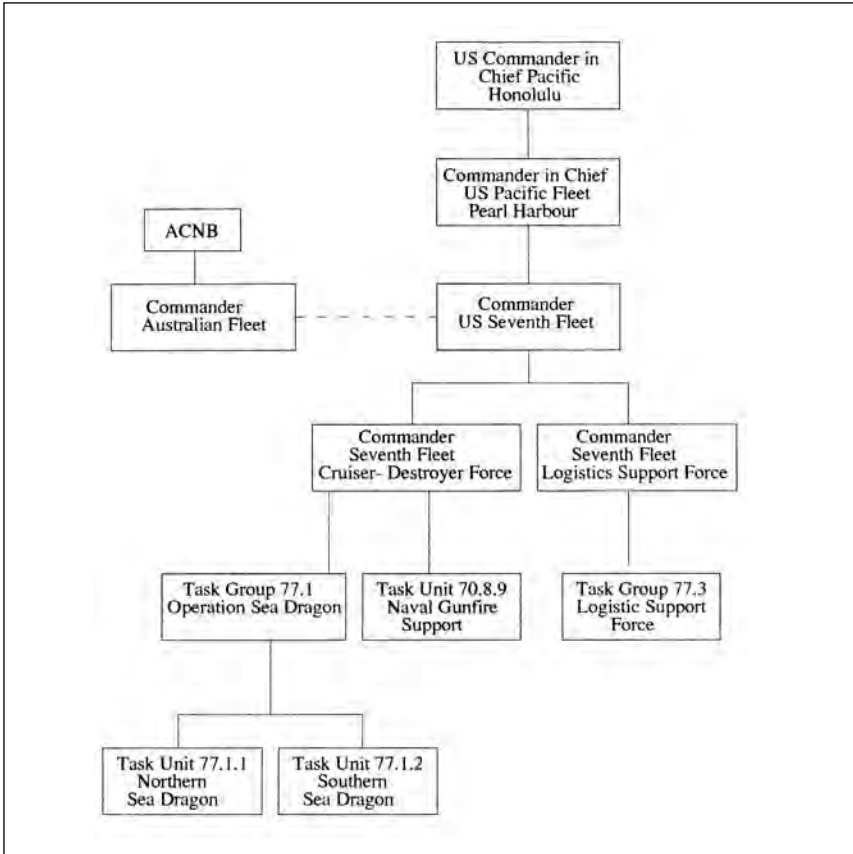 US Commander in
Chief Pacific
Honolulu
Commander in Chief
US Pacific Fleet
Pearl Harbour
ACNB
Commander
Australian Fleet
Commander
US Seventh Fleet
Commander
Seventh Fleet
Cruiser- Destroyer Force
Commander
Seventh Fleet
Logistics Support Force
Task Group 77.1
Operation Sea Dragon
Task Unit 70.8.9
Naval Gunfire
Support
Task Group 77.3
Logistic Support
Force
Task Unit 77.1.1
Northern
Sea Dragon
Task Unit 77.1.2
Southern
Sea Dragon